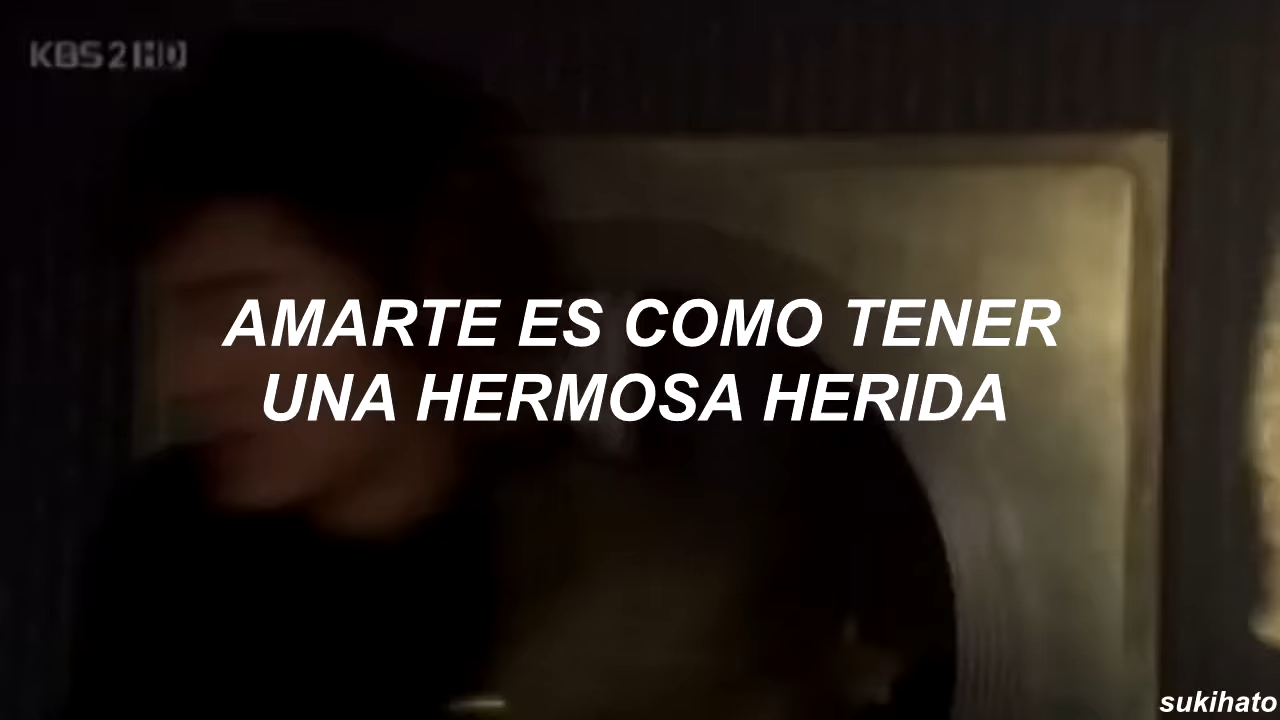 KBS2 HD
AMARTE ES COMO TENER
UNA HERMOSA HERIDA
sukihato